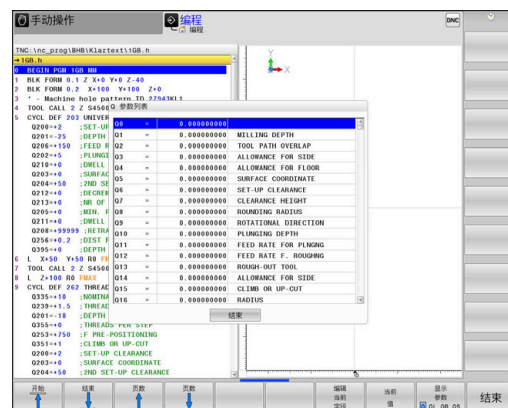 手动操作
编程
编程
DNC
TNC:\nc_prog\BHB\Klartext\1GB.h
→1GB.h
0 BEGIN PGM 1GB MM
1 BLK FORM 0.1 Z X+0 Y+0 Z-40
2 BLK FORM 0.2 X+100 Y+100 Z+0
3 * - Machine hole pattern ID 27943KL1
4 TOOL CALL 2 Z S4500
5 CYCL DEF 203 UNIVER
Q200=+2 ;SET-UP
Q201=-25 ;DEPTH
Q206=+150 ;FEED R
Q202=+5 ;PLUNGI
Q210=+0 ;DWELL
Q203=+0 ;SURFAC
Q204=+50 ;2ND SE
Q212=+0 ;DECREM
Q213=+0 ;NR OF
Q205=+0 ;MIN. P
Q211=+0 ;DWELL
Q208=+99999 ;RETRA
Q256=+0.2 ;DIST F
Q395=+0 ;DEPTH
6 L X+50 Y+50 R0 FM
7 TOOL CALL 2 Z S4500
8 L Z+100 R0 FMAX
9 CYCL DEF 262 THREAD
Q335=+10 ;NOMINA
Q239=+1.5 ;THREAD
Q201=-18 ;DEPTH
Q355=+0 ;THREADS PER STEP
Q253=+750 ;F PRE-POSITIONING
Q351=+1 ;CLIMB OR UP-CUT
Q200=+2 ;SET-UP CLEARANCE
Q203=+0 ;SURFACE COORDINATE
Q204=+50 ;2ND SET-UP CLEARANCE
Q 参数列表
Q0 = 0.000000000
Q1 = 0.000000000 MILLING DEPTH
Q2 = 0.000000000 TOOL PATH OVERLAP
Q3 = 0.000000000 ALLOWANCE FOR SIDE
Q4 = 0.000000000 ALLOWANCE FOR FLOOR
Q5 = 0.000000000 SURFACE COORDINATE
Q6 = 0.000000000 SET-UP CLEARANCE
Q7 = 0.000000000 CLEARANCE HEIGHT
Q8 = 0.000000000 ROUNDING RADIUS
Q9 = 0.000000000 ROTATIONAL DIRECTION
Q10 = 0.000000000 PLUNGING DEPTH
Q11 = 0.000000000 FEED RATE FOR PLNGNG
Q12 = 0.000000000 FEED RATE F. ROUGHNG
Q13 = 0.000000000 ROUGH-OUT TOOL
Q14 = 0.000000000 ALLOWANCE FOR SIDE
Q15 = 0.000000000 CLIMB OR UP-CUT
Q16 = 0.000000000 RADIUS
结束
Y
X
开始
结束
页数
页数
编辑
当前
字段
当前
值
显示
参数
结束